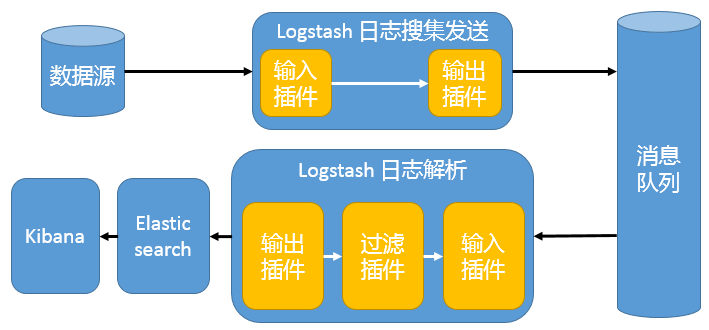 数据源
Logstash 日志搜集发送
输入
插件
输出
插件
消息
队列
Logstash 日志解析
输出
插件
过滤
插件
输入
插件
Elastic
search
Kibana